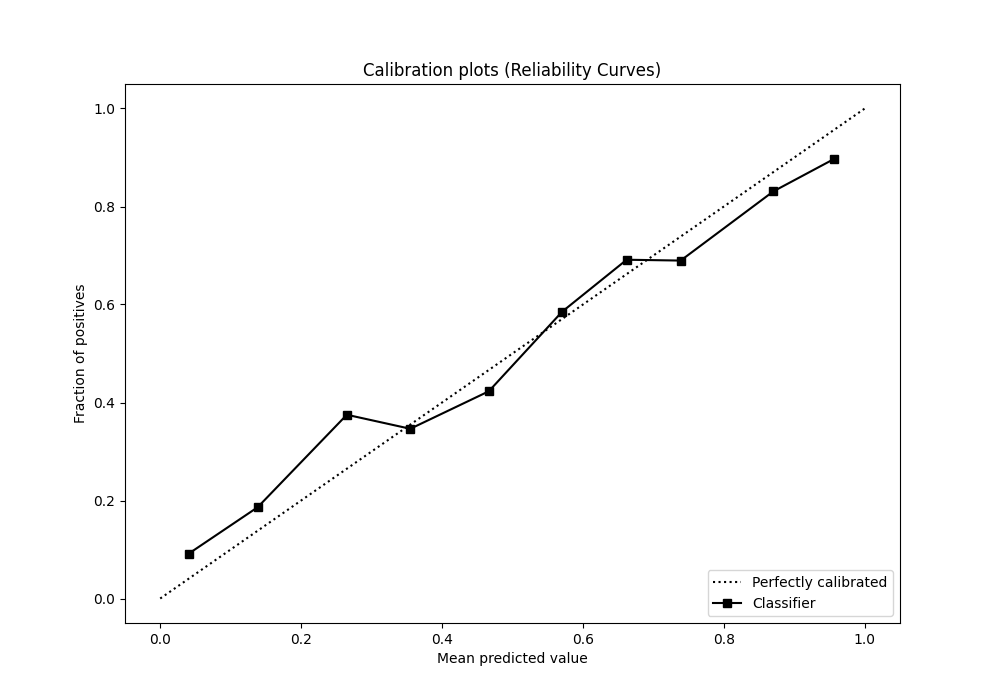 Calibration plots (Reliability Curves)
1.0
0.8
0.6
0.4
0.2
0.0
Fraction of positives
0.0 0.2 0.4 0.6 0.8 1.0
Mean predicted value
Perfectly calibrated
Classifier